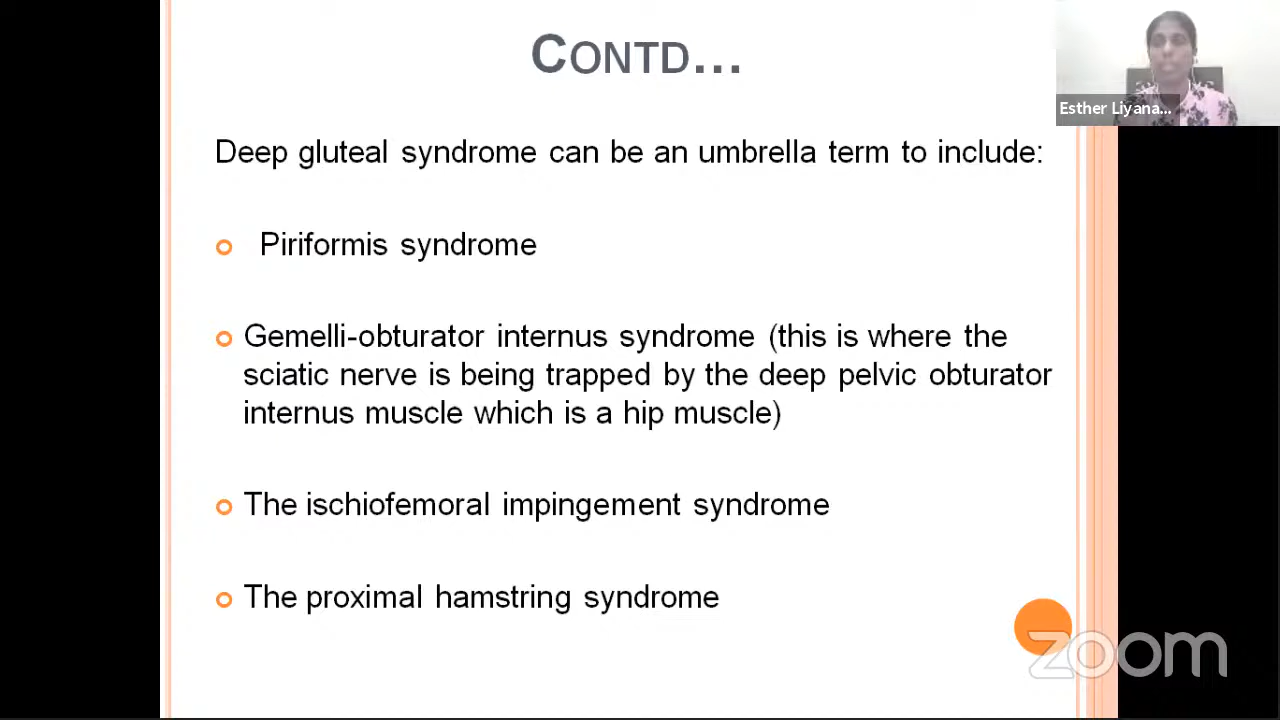 CONTD...
Esther Liyana...
Deep gluteal syndrome can be an umbrella term to include:
Piriformis syndrome
Gemelli-obturator internus syndrome (this is where the
sciatic nerve is being trapped by the deep pelvic obturator
internus muscle which is a hip muscle)
The ischiofemoral impingement syndrome
The proximal hamstring syndrome
zoom